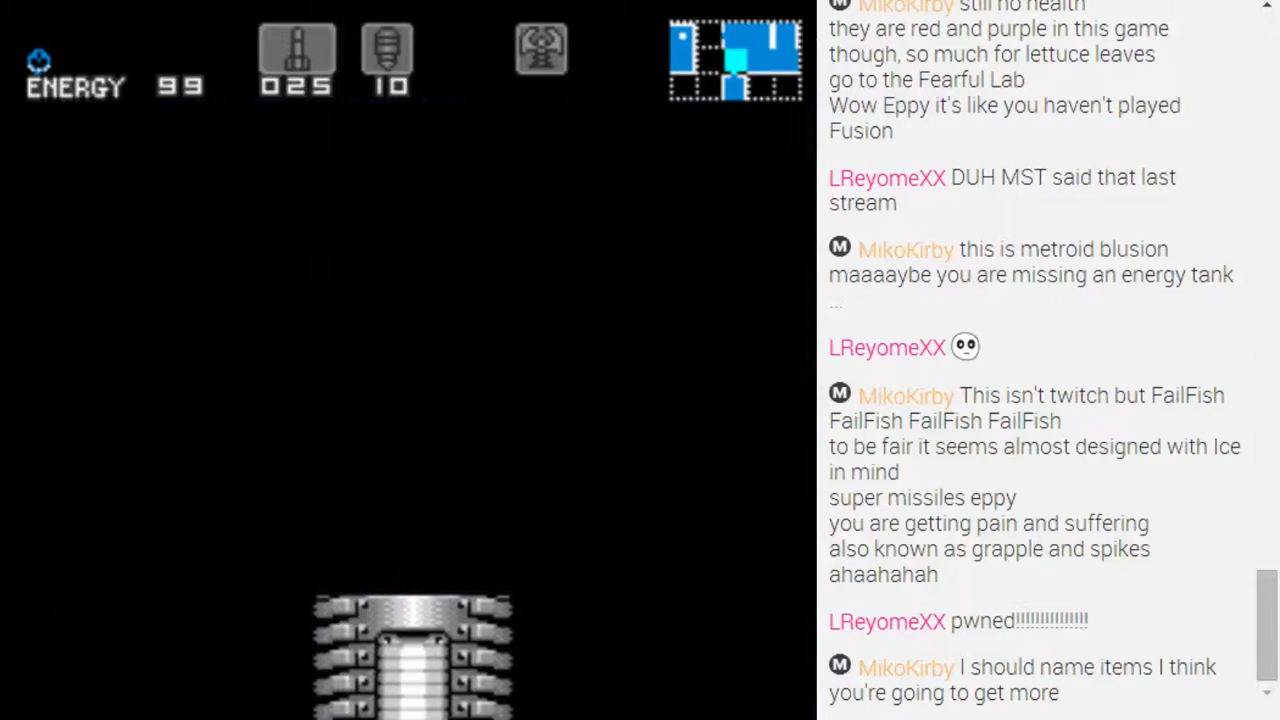 ENERGY 99 025 10
MikoKirby still no health
they are red and purple in this game
though, so much for lettuce leaves
go to the Fearful Lab
Wow Eppy it's like you haven't played
Fusion
LReyomeXX DUH MST said that last
stream
M MikoKirby this is metroid blusion
maaaaybe you are missing an energy tank
...
LReyomeXX
M MikoKirby This isn't twitch but FailFish
FailFish FailFish FailFish
to be fair it seems almost designed with Ice
in mind
super missiles eppy
you are getting pain and suffering
also known as grapple and spikes
ahaahahah
LReyomeXX pwned!!!!!!!!!!!!!!!
M MikoKirby I should name items I think
you're going to get more